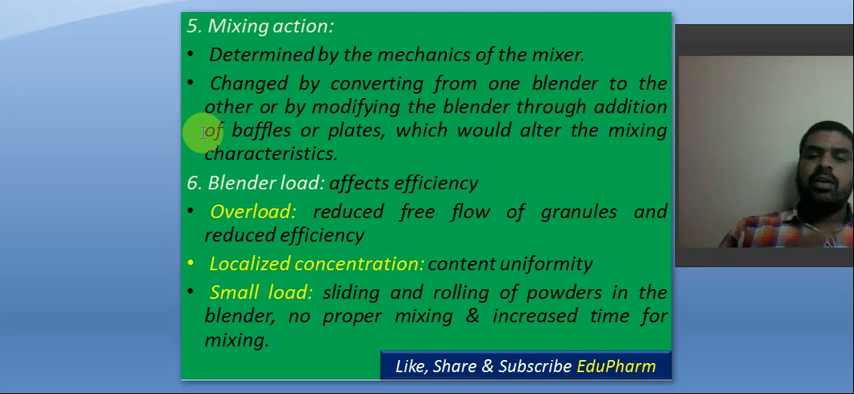 5. Mixing action:
• Determined by the mechanics of the mixer.
• Changed by converting from one blender to the
other or by modifying the blender through addition
of baffles or plates, which would alter the mixing
characteristics.
6. Blender load: affects efficiency
• Overload: reduced free flow of granules and
reduced efficiency
• Localized concentration: content uniformity
• Small load: sliding and rolling of powders in the
blender, no proper mixing & increased time for
mixing.
Like, Share & Subscribe EduPharm